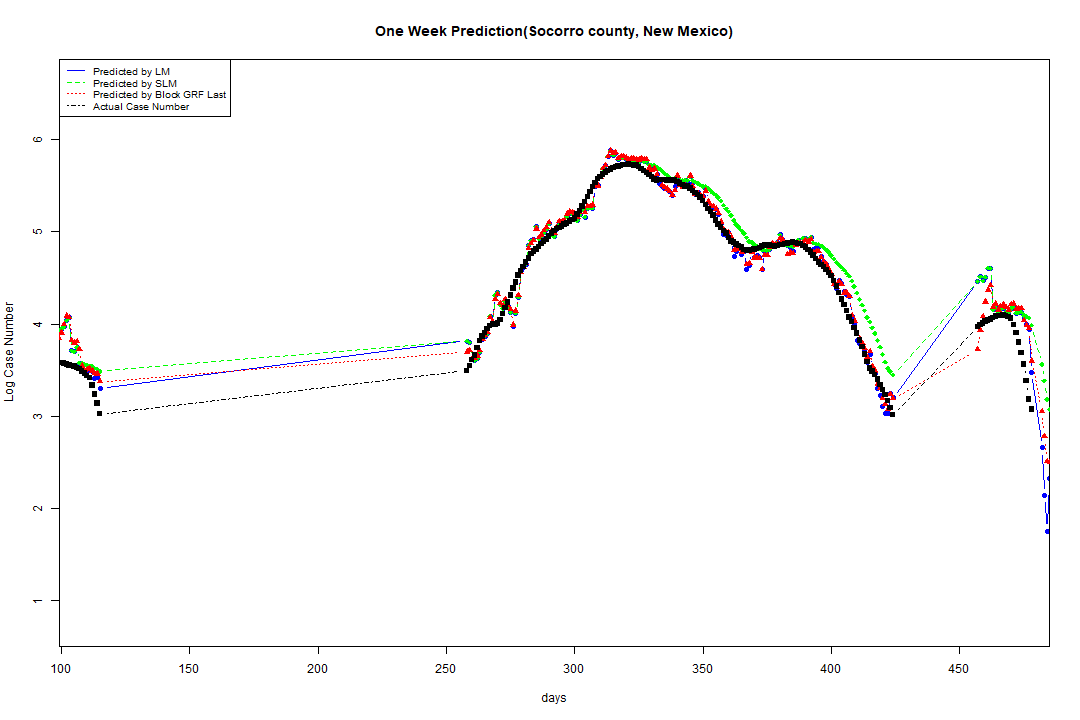 One Week Prediction(Socorro county, New Mexico)
Predicted by LM
Predicted by SLM
Predicted by Block GRF Last
Actual Case Number
6
5
4
3
2
1
Log Case Number
100 150 200 250 300 350 400 450
days